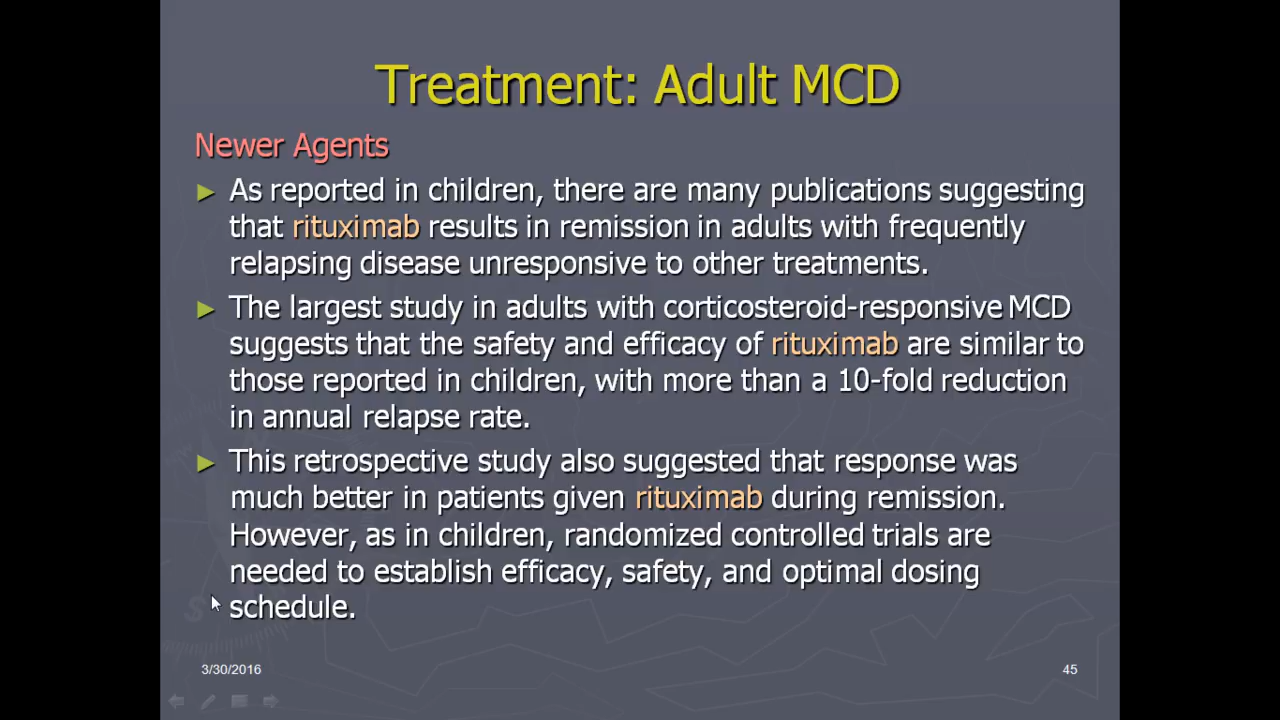 Treatment: Adult MCD
Newer Agents
► As reported in children, there are many publications suggesting
that rituximab results in remission in adults with frequently
relapsing disease unresponsive to other treatments.
► The largest study in adults with corticosteroid-responsive MCD
suggests that the safety and efficacy of rituximab are similar to
those reported in children, with more than a 10-fold reduction
in annual relapse rate.
► This retrospective study also suggested that response was
much better in patients given rituximab during remission.
However, as in children, randomized controlled trials are
needed to establish efficacy, safety, and optimal dosing
schedule.
3/30/2016
45